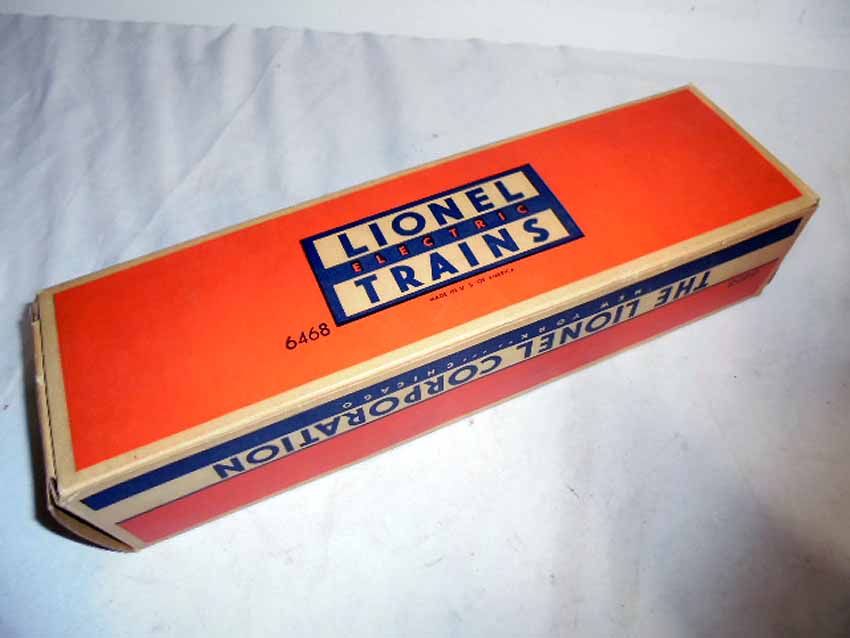 LIONEL
ELECTRIC
TRAINS
MADE IN U. S. OF AMERICA
6468
THE LIONEL CORPORATION
NEW YORK CHICAGO